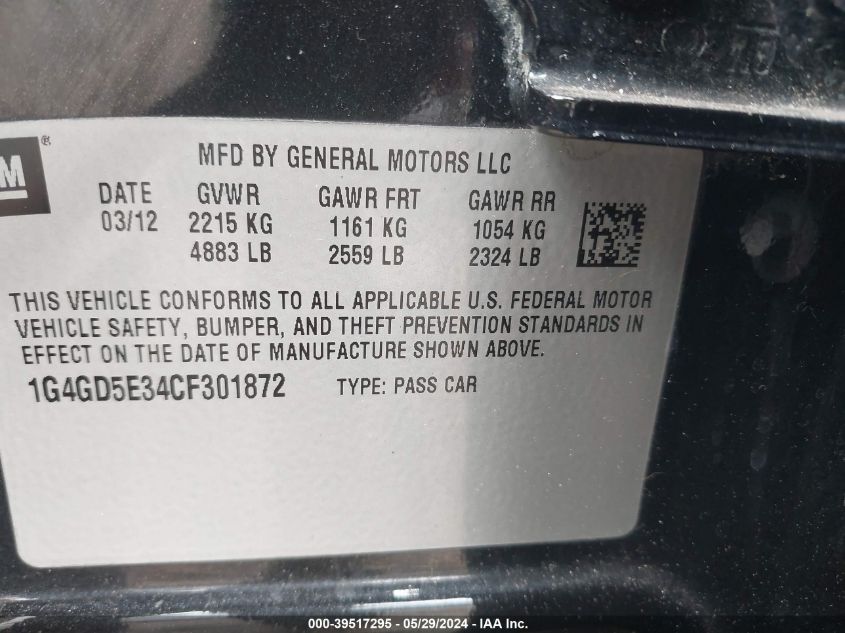 GM ®
MFD BY GENERAL MOTORS LLC
DATE GVWR GAWR FRT GAWR RR
03/12 2215 KG 1161 KG 1054 KG
4883 LB 2559 LB 2324 LB
THIS VEHICLE CONFORMS TO ALL APPLICABLE U.S. FEDERAL MOTOR
VEHICLE SAFETY, BUMPER, AND THEFT PREVENTION STANDARDS IN
EFFECT ON THE DATE OF MANUFACTURE SHOWN ABOVE.
1G4GD5E34CF301872 TYPE: PASS CAR
000-39517295 - 05/29/2024 - IAA Inc.